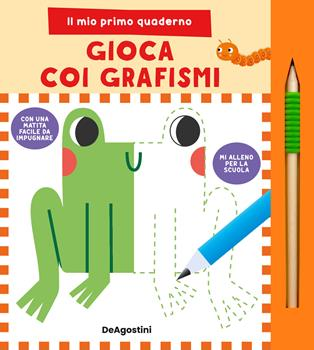 Il mio primo quaderno
GIOCA
COI GRAFISMI
CON UNA
MATITA
FACILE DA
IMPUGNARE
MI ALLENO
PER LA
SCUOLA
DeAgostini